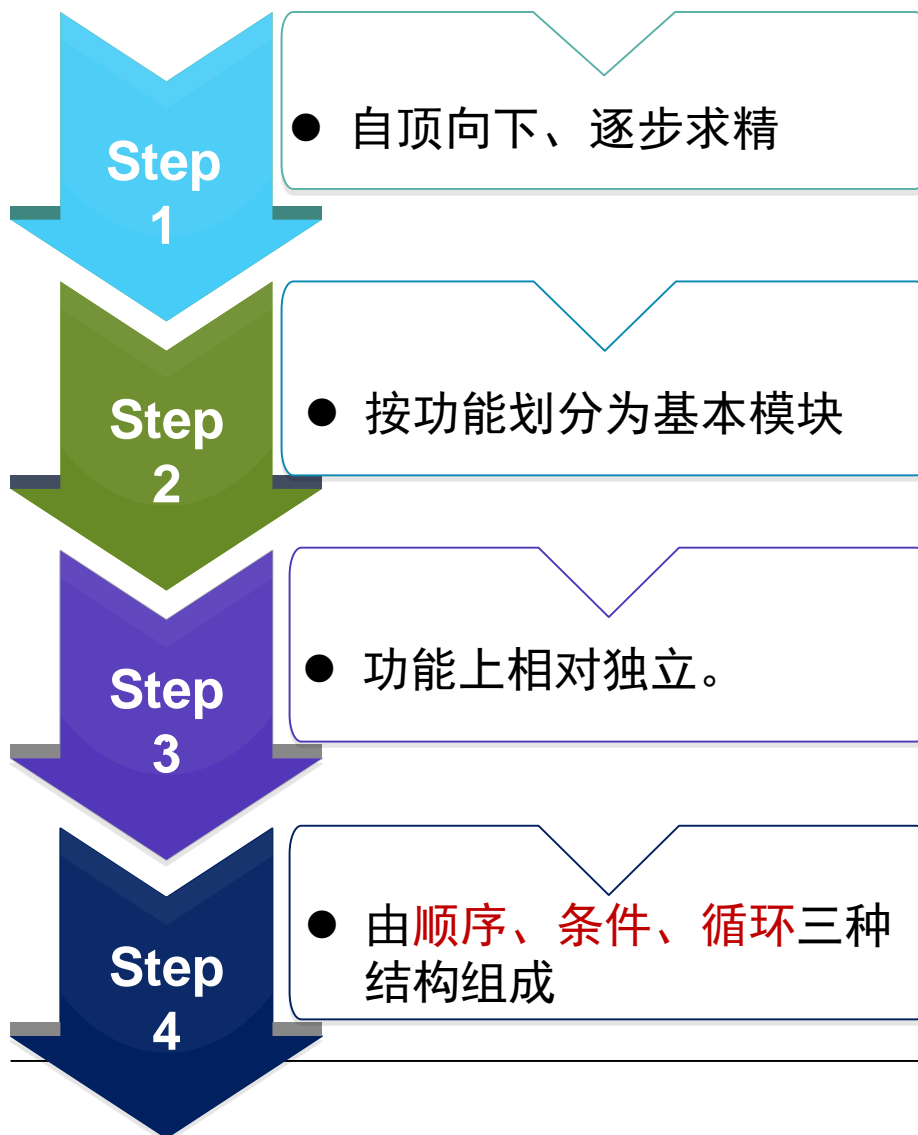 Step
1
● 自顶向下、逐步求精
Step
2
● 按功能划分为基本模块
Step
3
● 功能上相对独立。
Step
4
● 由顺序、条件、循环三种
结构组成